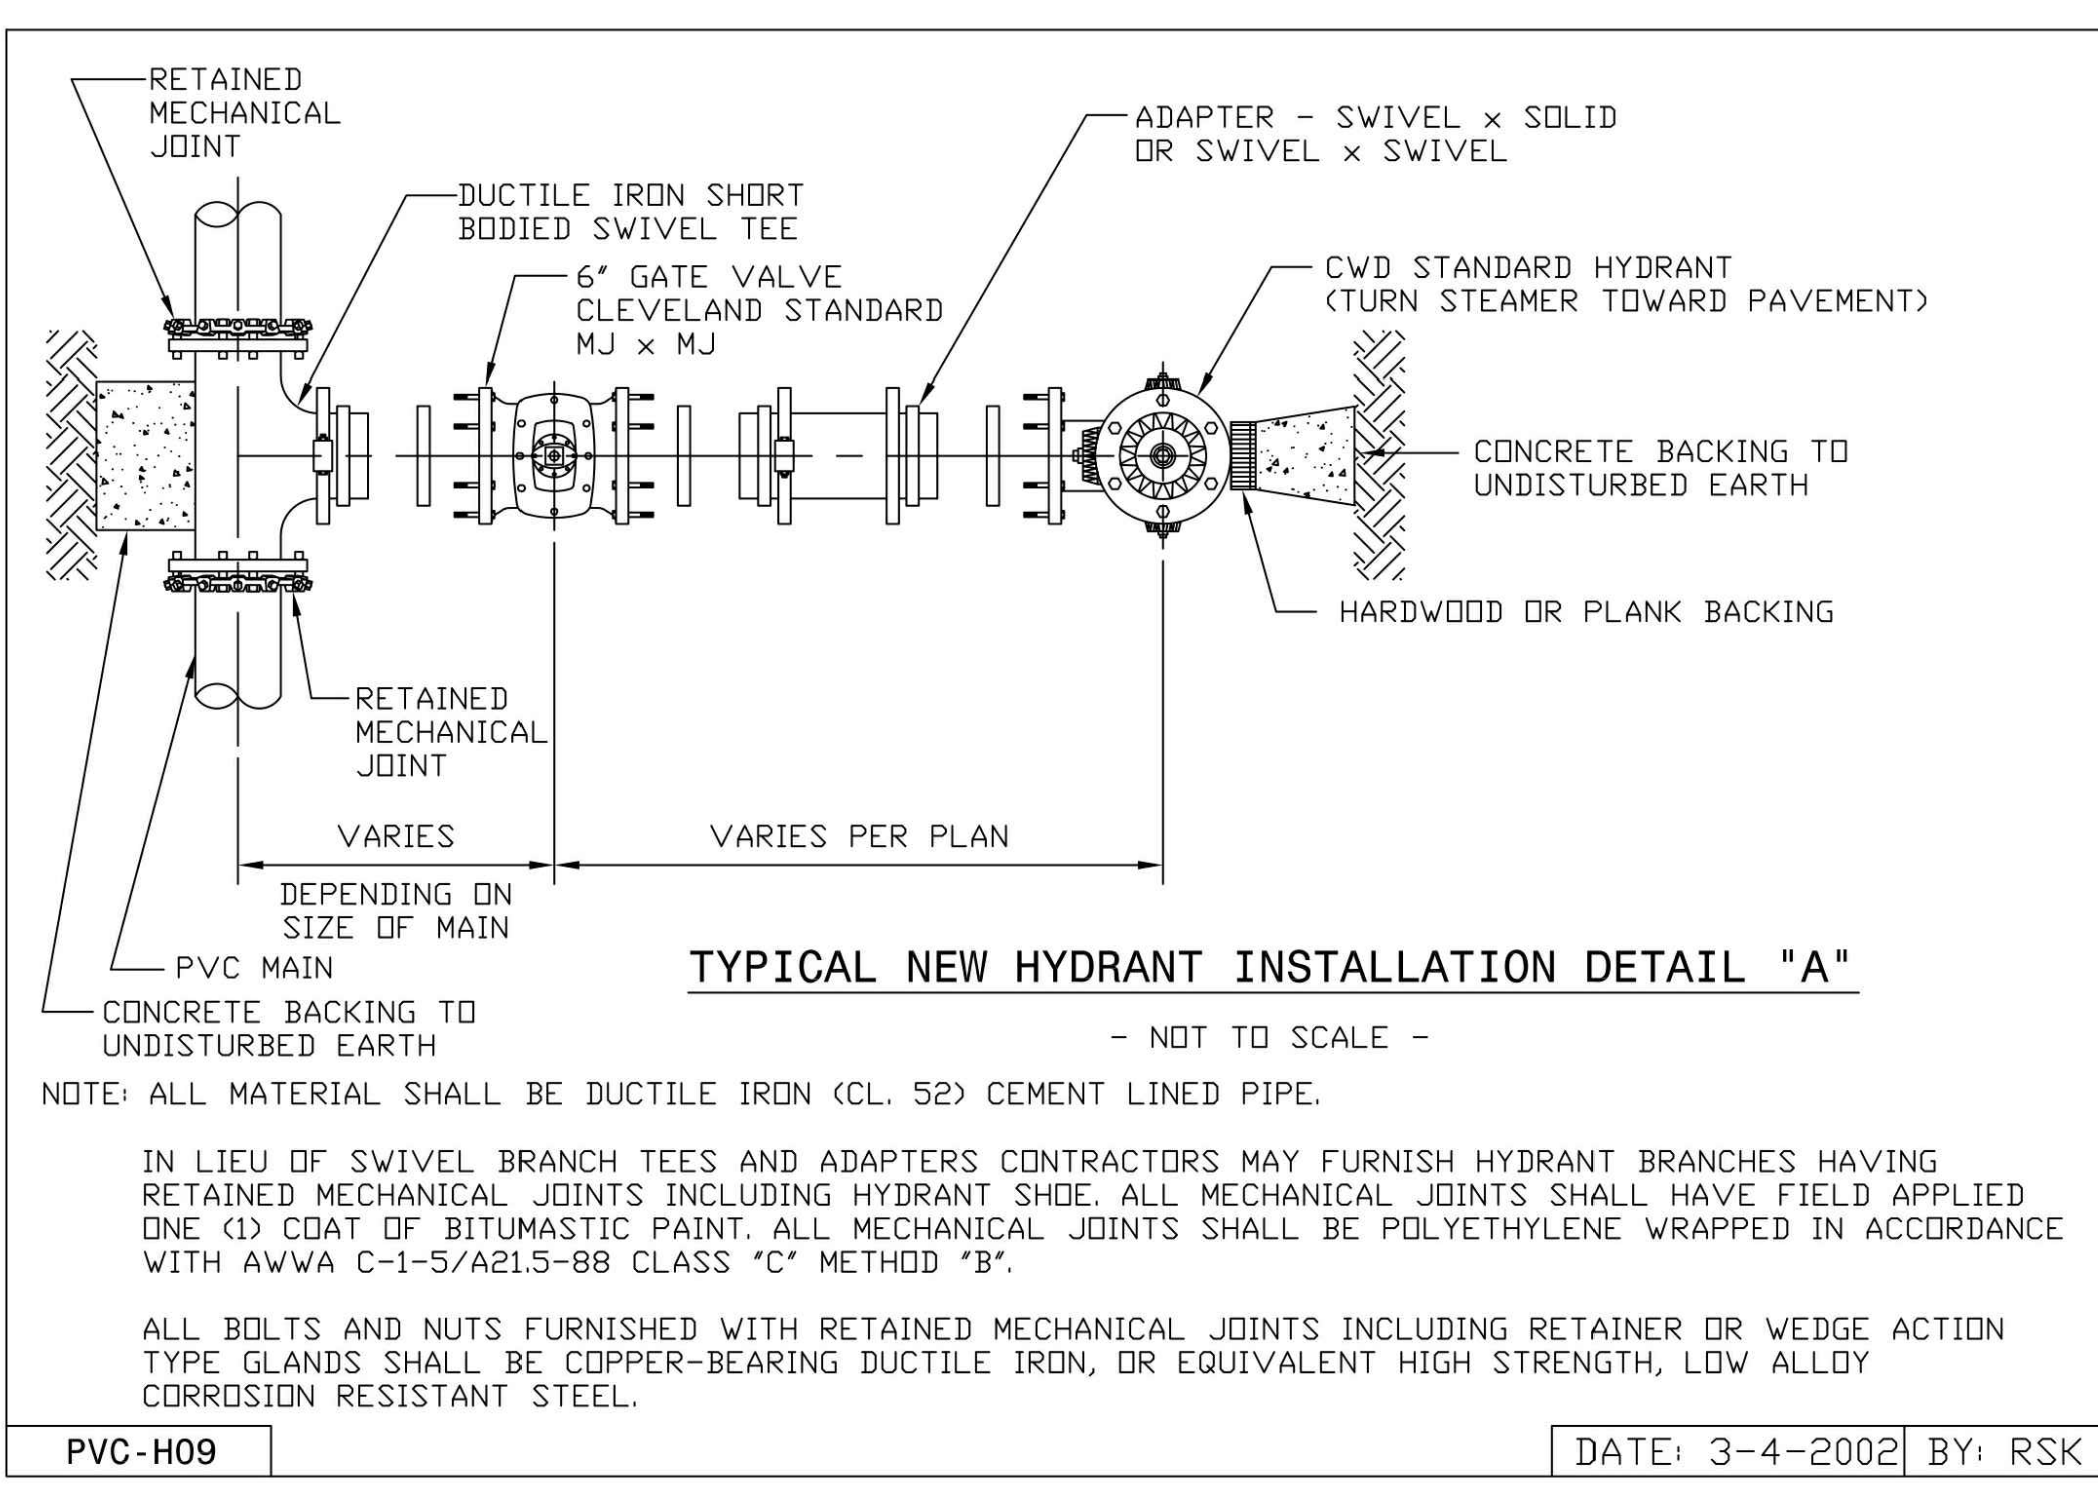 RETAINED
MECHANICAL
JOINT
ADAPTER - SWIVEL x SOLID
OR SWIVEL x SWIVEL
DUCTILE IRON SHORT
BODIED SWIVEL TEE
6" GATE VALVE
CLEVELAND STANDARD
MJ x MJ
CWD STANDARD HYDRANT
(TURN STEAMER TOWARD PAVEMENT)
CONCRETE BACKING TO
UNDISTURBED EARTH
HARDWOOD OR PLANK BACKING
RETAINED
MECHANICAL
JOINT
VARIES
VARIES PER PLAN
DEPENDING ON
SIZE OF MAIN
PVC MAIN
CONCRETE BACKING TO
UNDISTURBED EARTH
TYPICAL NEW HYDRANT INSTALLATION DETAIL "A"
- NOT TO SCALE -
NOTE: ALL MATERIAL SHALL BE DUCTILE IRON (CL. 52) CEMENT LINED PIPE.
IN LIEU OF SWIVEL BRANCH TEES AND ADAPTERS CONTRACTORS MAY FURNISH HYDRANT BRANCHES HAVING
RETAINED MECHANICAL JOINTS INCLUDING HYDRANT SHOE. ALL MECHANICAL JOINTS SHALL HAVE FIELD APPLIED
ONE (1) COAT OF BITUMASTIC PAINT. ALL MECHANICAL JOINTS SHALL BE POLYETHYLENE WRAPPED IN ACCORDANCE
WITH AWWA C-1-5/A21.5-88 CLASS "C" METHOD "B".
ALL BOLTS AND NUTS FURNISHED WITH RETAINED MECHANICAL JOINTS INCLUDING RETAINER OR WEDGE ACTION
TYPE GLANDS SHALL BE COPPER-BEARING DUCTILE IRON, OR EQUIVALENT HIGH STRENGTH, LOW ALLOY
CORROSION RESISTANT STEEL.
PVC-H09
DATE: 3-4-2002
BY: RSK